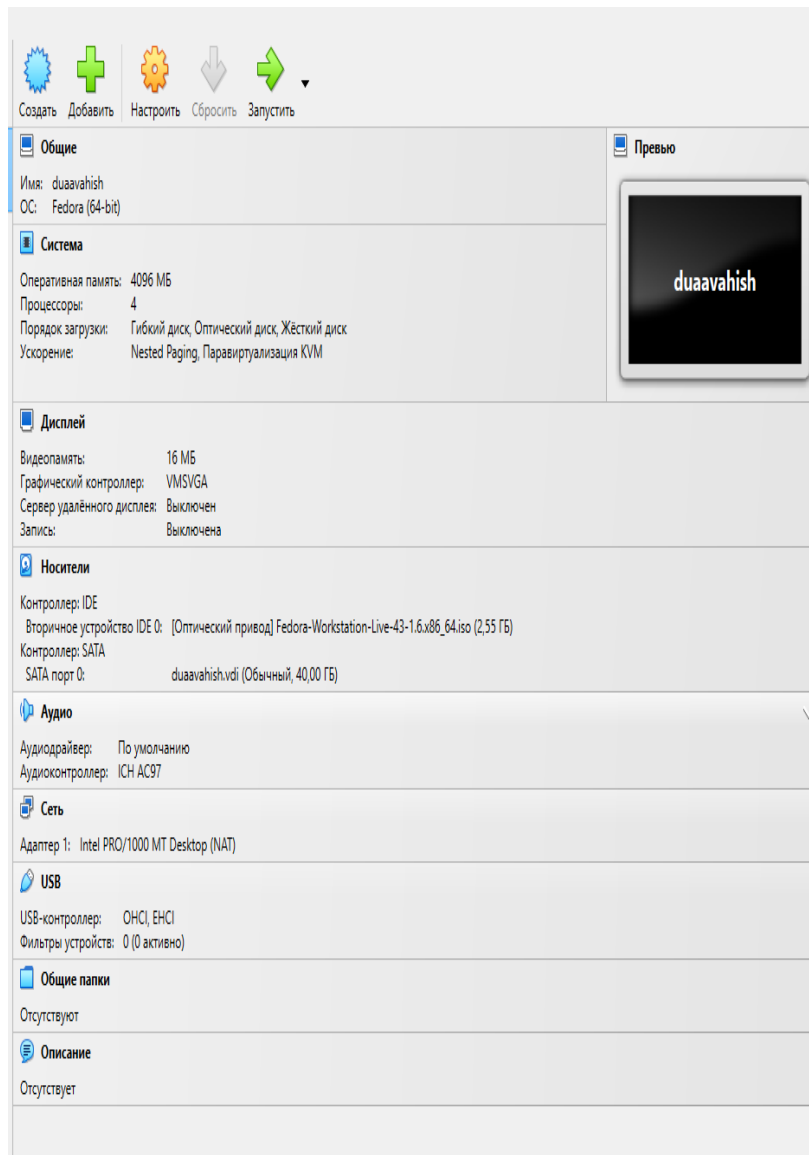 Создать Добавить Настроить Сбросить Запустить
Общие
Имя: duaavahish
ОС: Fedora (64-bit)
Превью
duaavahish
Система
Оперативная память: 4096 МБ
Процессоры: 4
Порядок загрузки: Гибкий диск, Оптический диск, Жёсткий диск
Ускорение: Nested Paging, Паравиртуализация KVM
Дисплей
Видеопамять: 16 МБ
Графический контроллер: VMSVGA
Сервер удалённого дисплея: Выключен
Запись: Выключена
Носители
Контроллер: IDE
Вторичное устройство IDE 0: [Оптический привод] Fedora-Workstation-Live-43-1.6.x86_64.iso (2,55 ГБ)
Контроллер: SATA
SATA порт 0: duaavahish.vdi (Обычный, 40,00 ГБ)
Аудио
Аудиодрайвер: По умолчанию
Аудиоконтроллер: ICH AC97
Сеть
Адаптер 1: Intel PRO/1000 MT Desktop (NAT)
USB
USB-контроллер: OHCI, EHCI
Фильтры устройств: 0 (0 активно)
Общие папки
Отсутствуют
Описание
Отсутствует